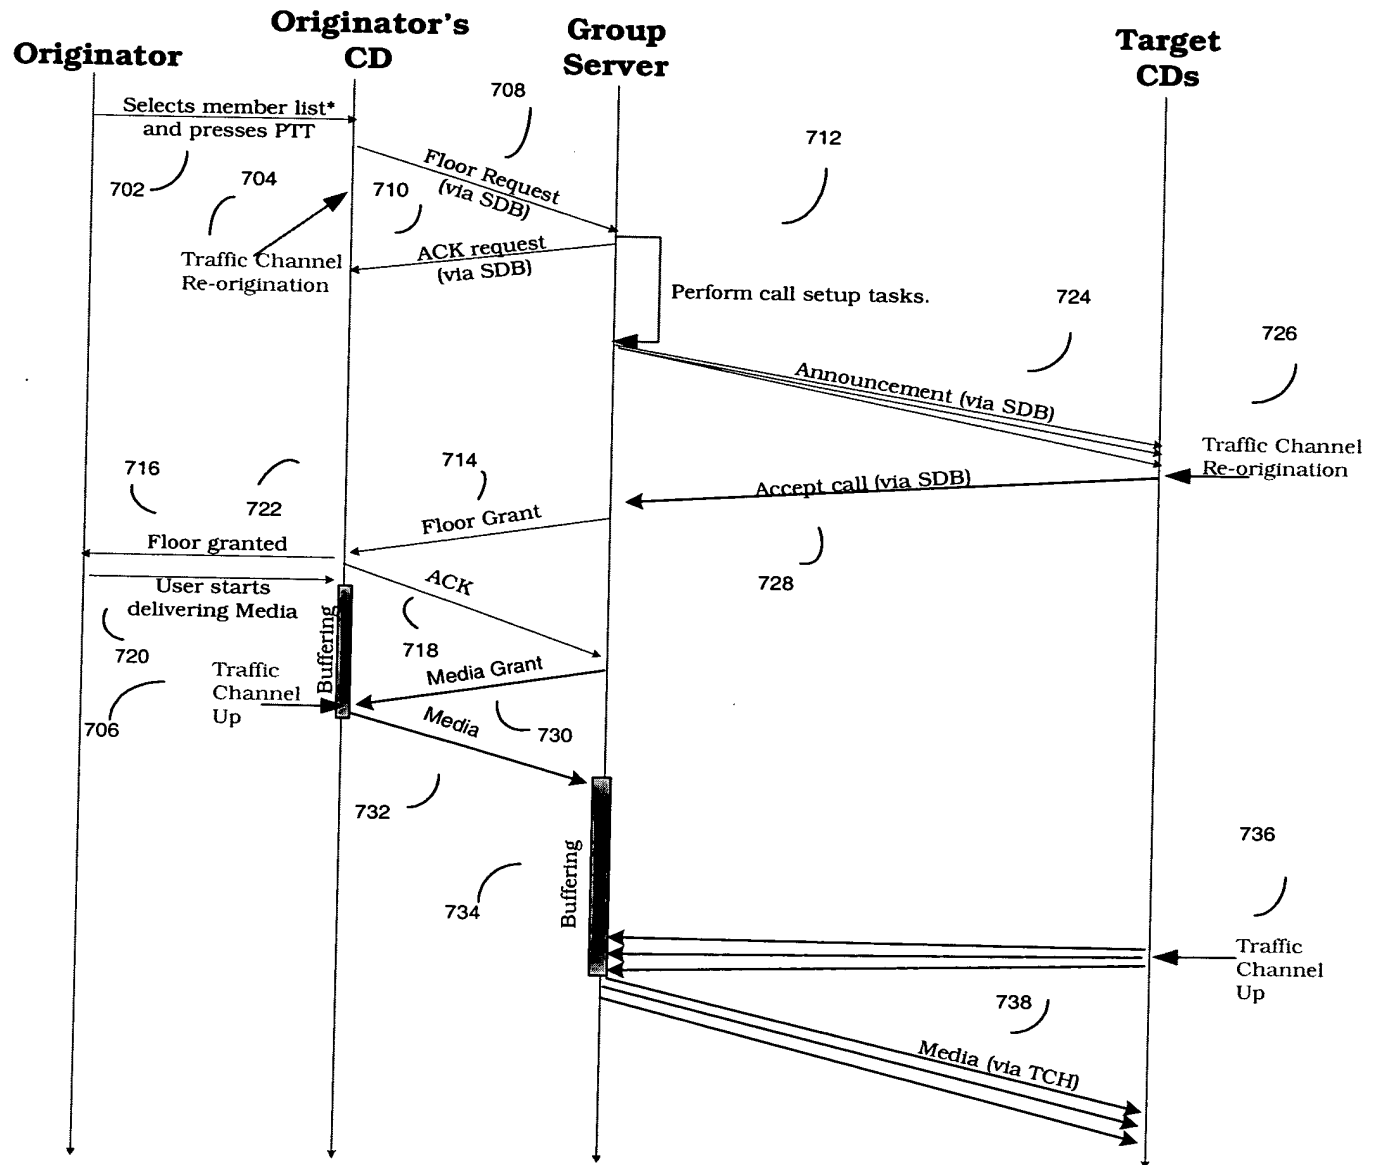 Originator
Originator's
CD
Group
Server
Target
CDs
Selects member list*
and presses PTT
702
704
708
Floor Request
(via SDB)
710
712
Traffic Channel
Re-origination
ACK request
(via SDB)
Perform call setup tasks.
724
726
Announcement (via SDB)
Traffic Channel
Re-origination
716
722
714
Accept call (via SDB)
Floor Grant
Floor granted
728
User starts
delivering Media
ACK
Buffering
720
718
Traffic
Channel
Up
Media Grant
706
Media
730
732
736
Buffering
734
Traffic
Channel
Up
738
Media (via TCH)